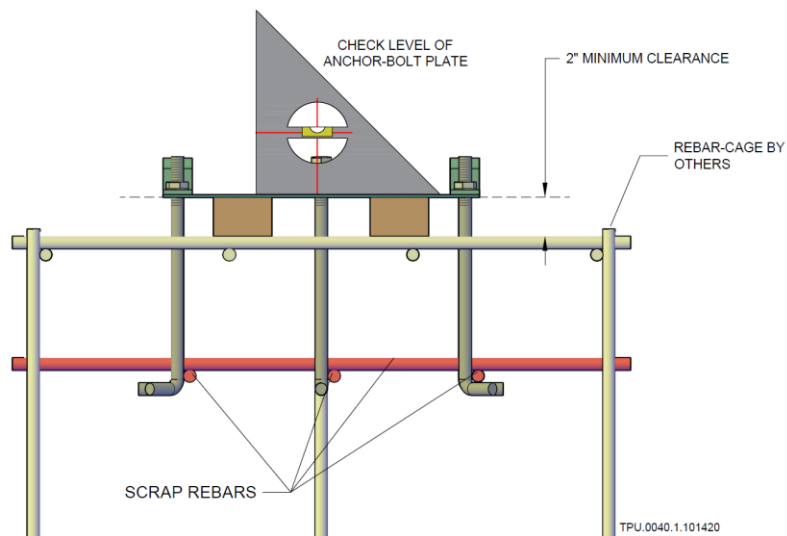 CHECK LEVEL OF
ANCHOR-BOLT PLATE
2" MINIMUM CLEARANCE
REBAR-CAGE BY
OTHERS
SCRAP REBARS
TPU.0040.1.101420